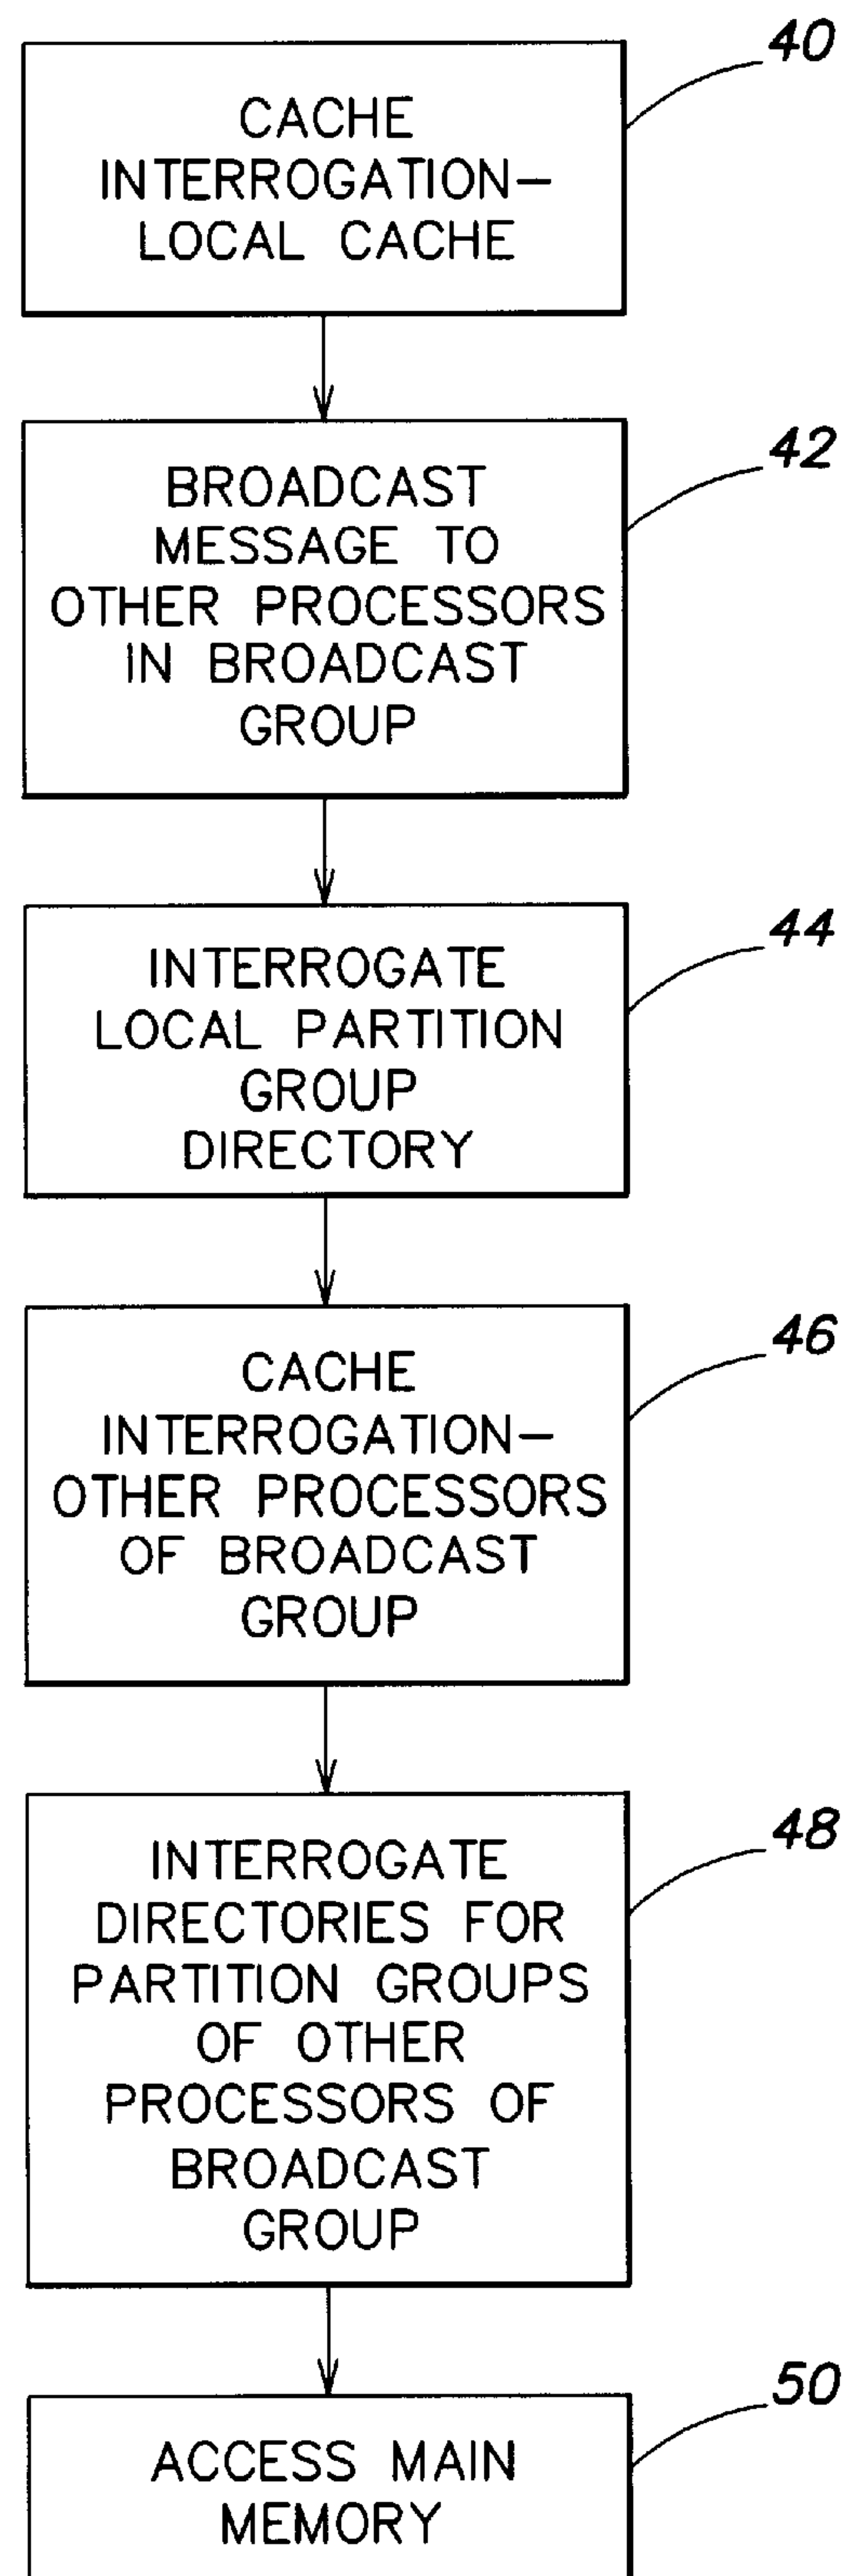 40
CACHE
INTERROGATION–
LOCAL CACHE
42
BROADCAST
MESSAGE TO
OTHER PROCESSORS
IN BROADCAST
GROUP
44
INTERROGATE
LOCAL PARTITION
GROUP
DIRECTORY
46
CACHE
INTERROGATION–
OTHER PROCESSORS
OF BROADCAST
GROUP
48
INTERROGATE
DIRECTORIES FOR
PARTITION GROUPS
OF OTHER
PROCESSORS OF
BROADCAST
GROUP
50
ACCESS MAIN
MEMORY